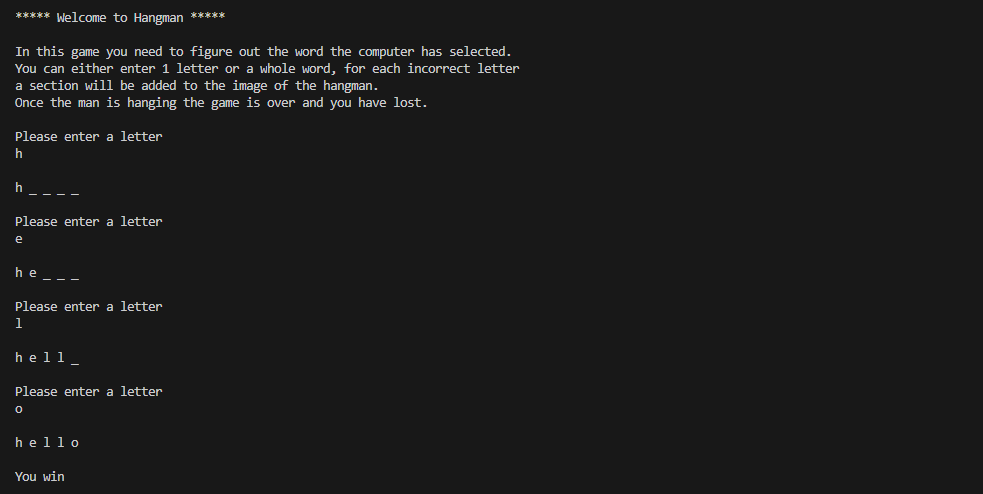 ***** Welcome to Hangman *****
In this game you need to figure out the word the computer has selected.
You can either enter 1 letter or a whole word, for each incorrect letter
a section will be added to the image of the hangman.
Once the man is hanging the game is over and you have lost.
Please enter a letter
h
h _ _ _ _
Please enter a letter
e
h e _ _ _
Please enter a letter
l
h e l l _
Please enter a letter
o
h e l l o
You win